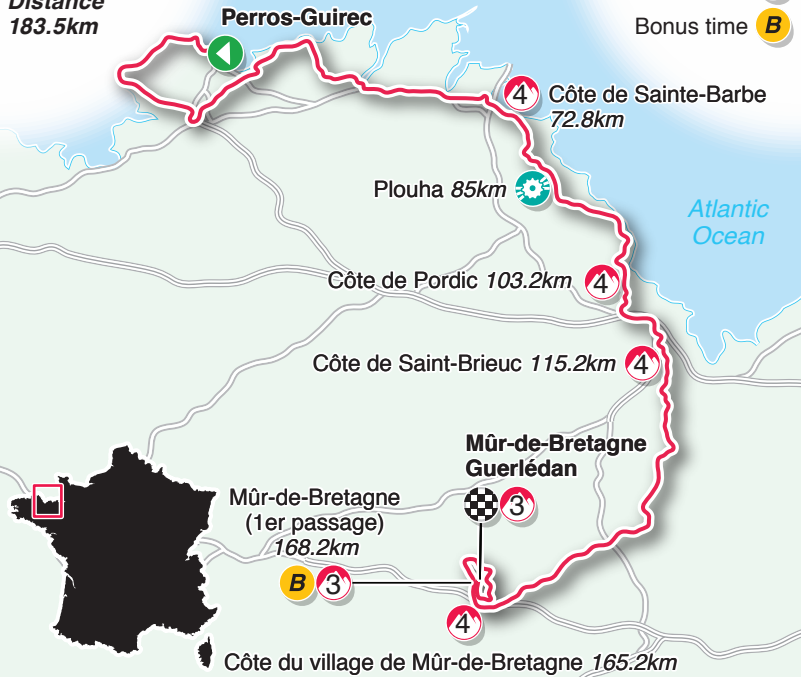 Distance
183.5km
Perros-Guirec
Bonus time B
4 Côte de Sainte-Barbe
72.8km
Plouha 85km
Atlantic
Ocean
Côte de Pordic 103.2km 4
Côte de Saint-Brieuc 115.2km 4
Mûr-de-Bretagne
Guerlédan
3
Mûr-de-Bretagne
(1er passage)
168.2km
B 3
4
Côte du village de Mûr-de-Bretagne 165.2km